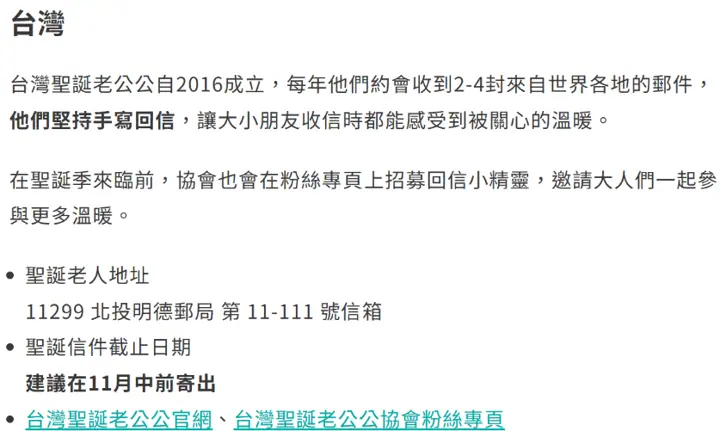 台灣
台灣聖誕老公公自2016成立，每年他們約會收到2-4封來自世界各地的郵件，
他們堅持手寫回信，讓大小朋友收信時都能感受到被關心的溫暖。
在聖誕季來臨前，協會也會在粉絲專頁上招募回信小精靈，邀請大人們一起參
與更多溫暖。
• 聖誕老人地址
11299 北投明德郵局 第 11-111 號信箱
• 聖誕信件截止日期
建議在11月中前寄出
• 台灣聖誕老公公官網、台灣聖誕老公公協會粉絲專頁